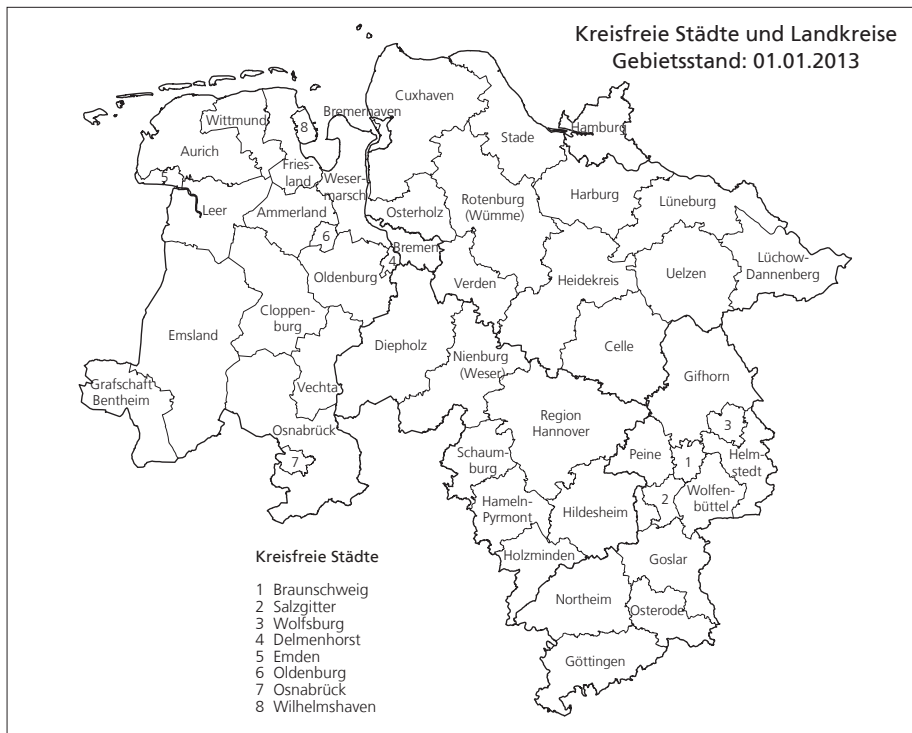 Kreisfreie Städte und Landkreise
Gebietsstand: 01.01.2013
Cuxhaven
Wittmund
8
Bremerhaven
Hamburg
Stade
Aurich
Fries-
land
5
Weser-
marsch
Harburg
Lüneburg
Rotenburg
(Wümme)
Leer
Ammerland
Osterholz
6
Bremen
4
Lüchow-
Dannenberg
Oldenburg
Verden
Heidekreis
Uelzen
Cloppen-
burg
Emsland
Diepholz
Nienburg
(Weser)
Celle
Gifhorn
Grafschaft
Bentheim
Vechta
Region
Hannover
Osnabrück
3
Schaum-
burg
Peine
1
Helm-
stedt
7
Hameln-
Pyrmont
Hildesheim
2
Wolfen-
büttel
Holzminden
Goslar
Northeim
Osterode
Göttingen
Kreisfreie Städte
1 Braunschweig
2 Salzgitter
3 Wolfsburg
4 Delmenhorst
5 Emden
6 Oldenburg
7 Osnabrück
8 Wilhelmshaven